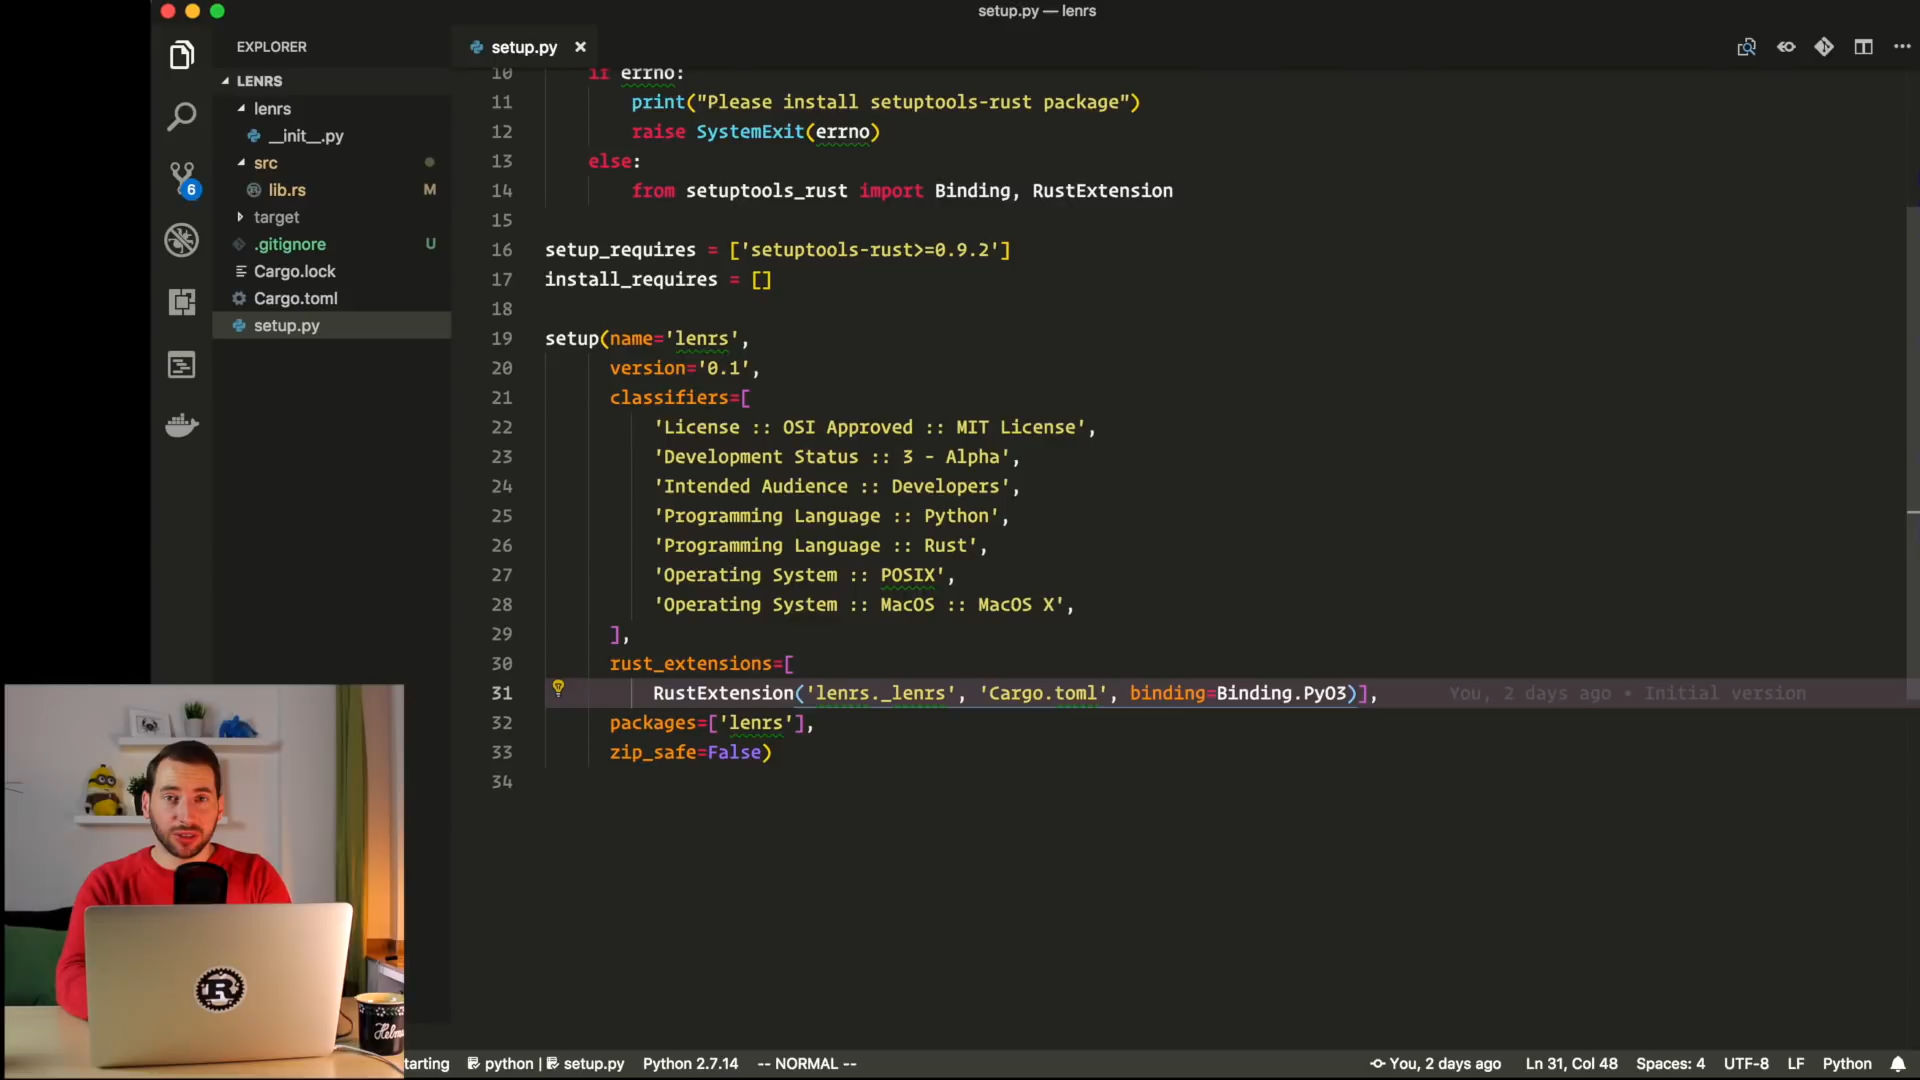 setup.py — lenrs
EXPLORER
LENRS
lenrs
__init__.py
src
lib.rs M
target
.gitignore U
Cargo.lock
Cargo.toml
setup.py
6
setup.py
10 if errno:
11 print("Please install setuptools-rust package")
12 raise SystemExit(errno)
13 else:
14 from setuptools_rust import Binding, RustExtension
15
16 setup_requires = ['setuptools-rust>=0.9.2']
17 install_requires = []
18
19 setup(name='lenrs',
20 version='0.1',
21 classifiers=[
22 'License :: OSI Approved :: MIT License',
23 'Development Status :: 3 - Alpha',
24 'Intended Audience :: Developers',
25 'Programming Language :: Python',
26 'Programming Language :: Rust',
27 'Operating System :: POSIX',
28 'Operating System :: MacOS :: MacOS X',
29 ],
30 rust_extensions=[
31 RustExtension('lenrs._lenrs', 'Cargo.toml', binding=Binding.PyO3)], You, 2 days ago • Initial version
32 packages=['lenrs'],
33 zip_safe=False)
34
R
tarting python | setup.py Python 2.7.14 -- NORMAL -- You, 2 days ago Ln 31, Col 48 Spaces: 4 UTF-8 LF Python